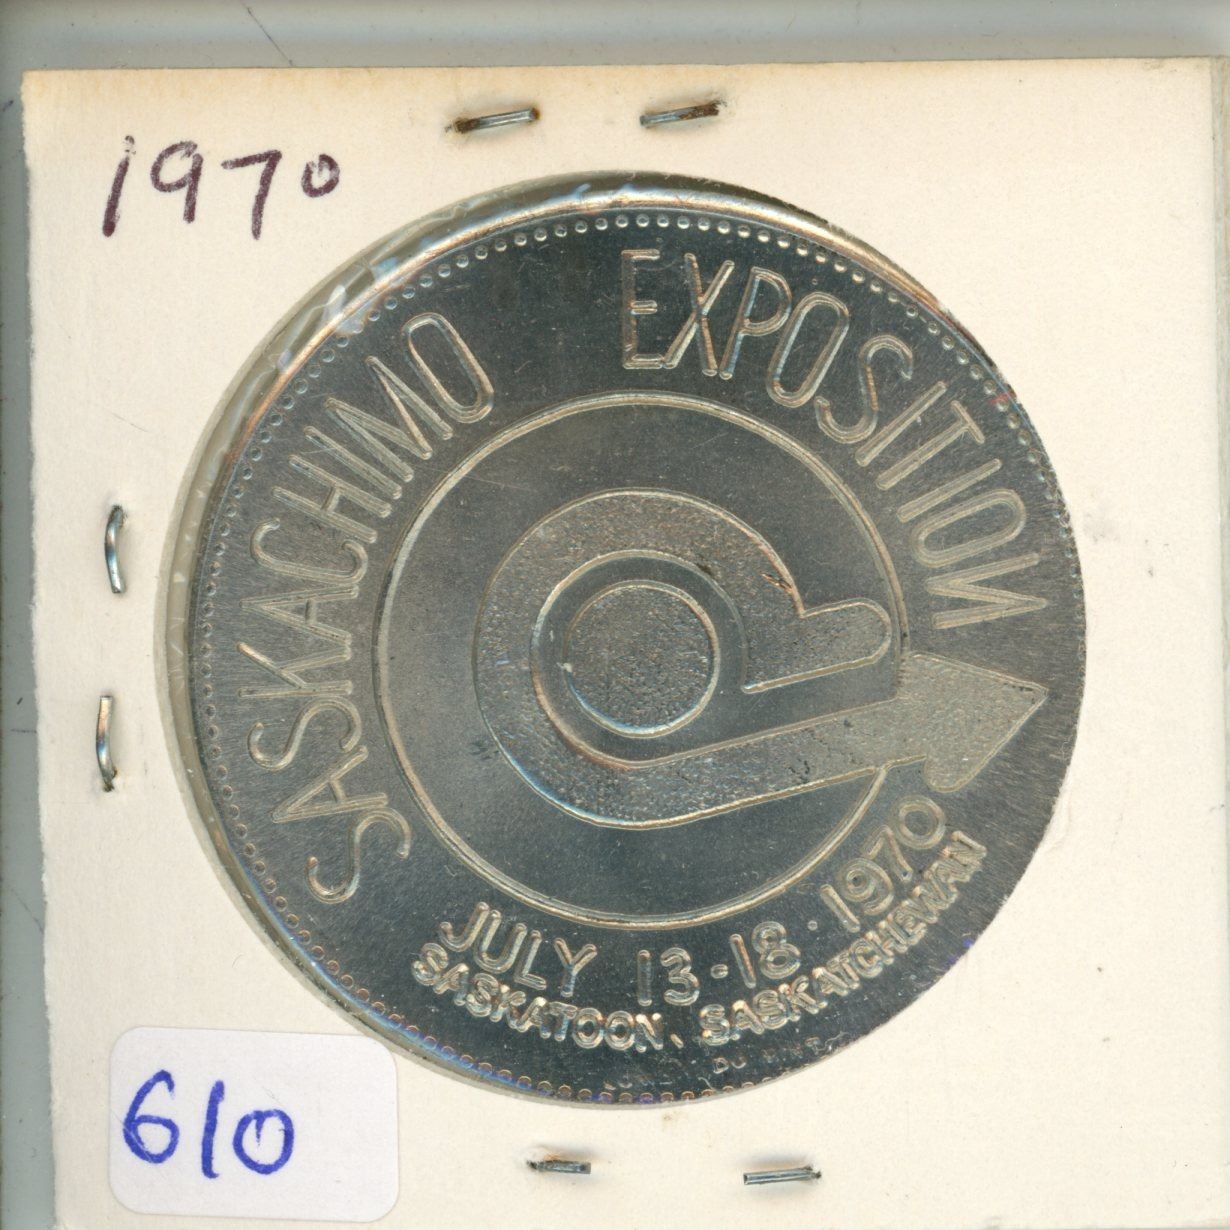 1970
SASKACHIMO EXPOSITION
JULY 13-18 · 1970
SASKATOON, SASKATCHEWAN
610